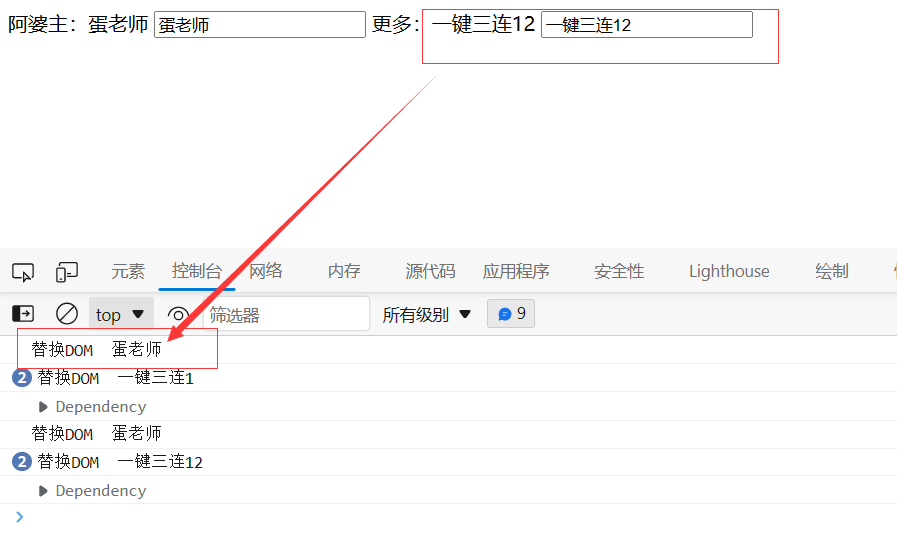 阿婆主：蛋老师 蛋老师 更多：一键三连12 一键三连12
元素 控制台 网络 内存 源代码 应用程序 安全性 Lighthouse 绘制
top 筛选器 所有级别 9
替换DOM 蛋老师
2 替换DOM 一键三连1
Dependency
替换DOM 蛋老师
2 替换DOM 一键三连12
Dependency